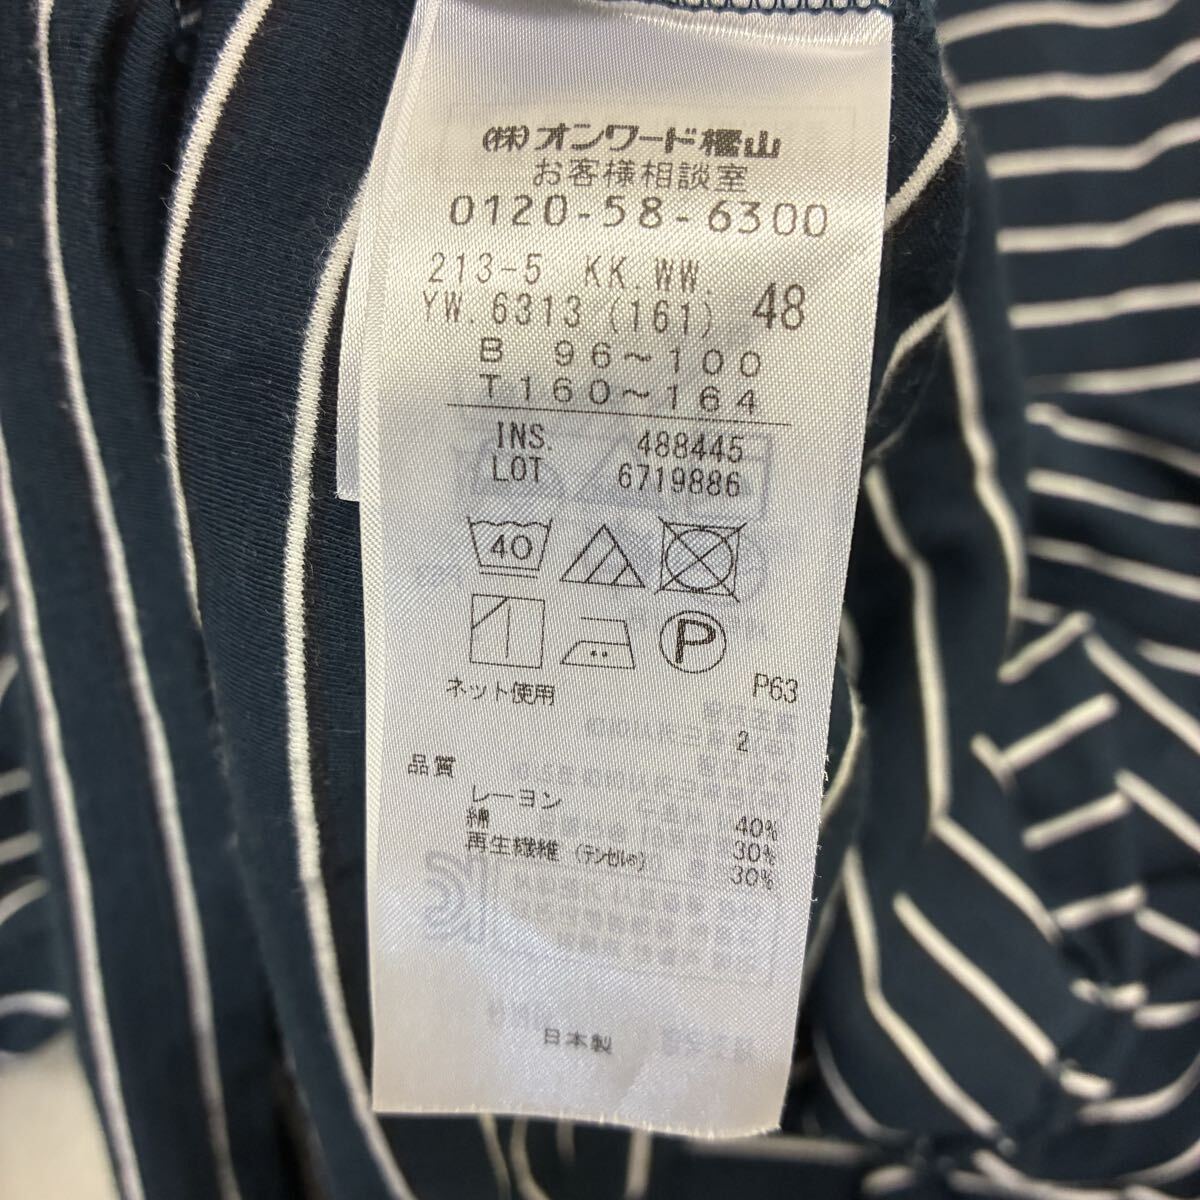 (株)オンワード樫山
お客様相談室
0120-58-6300
213-5 KK.WW.
YW.6313 (161) 48
B 96～100
T 160～164
INS. 488445
LOT 6719886
40
P
ネット使用
P63
2
品質
レーヨン 40%
綿 30%
再生繊維 (テンセル®) 30%
日本製